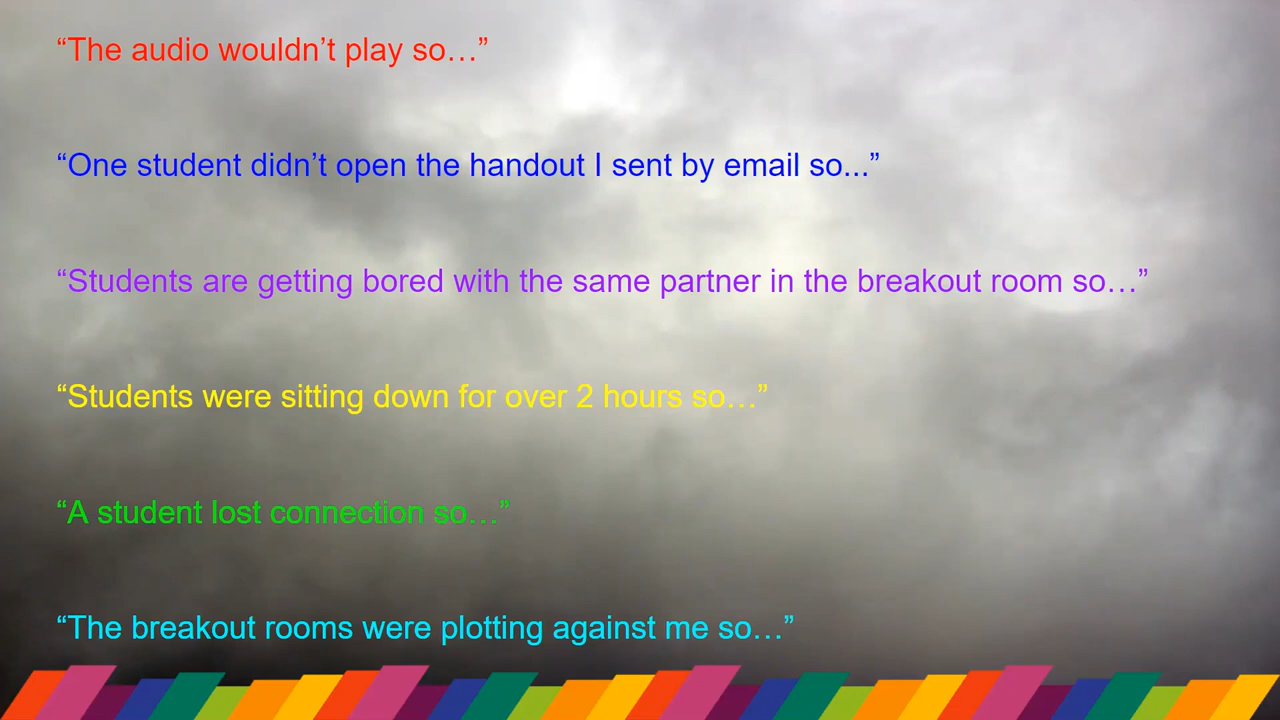 “The audio wouldn’t play so…”
“One student didn’t open the handout I sent by email so...”
“Students are getting bored with the same partner in the breakout room so…”
“Students were sitting down for over 2 hours so…”
“A student lost connection so…”
“The breakout rooms were plotting against me so…”